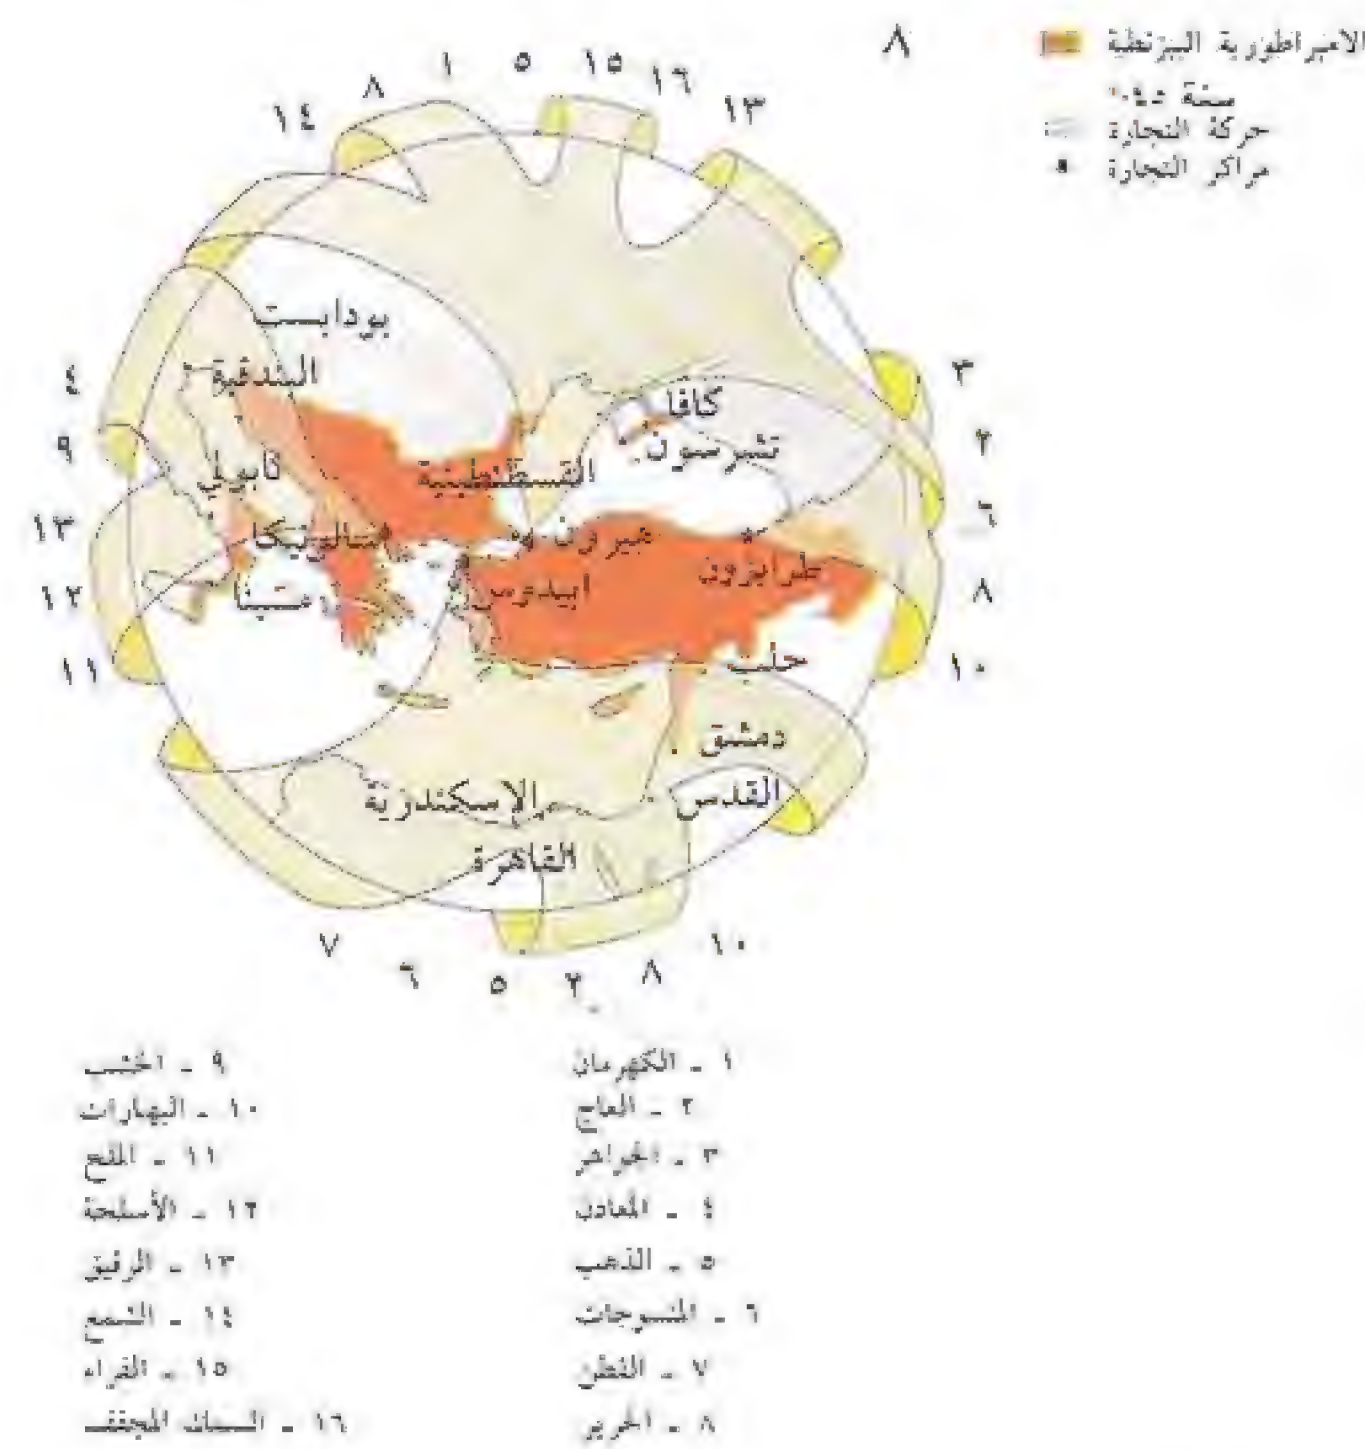 ٨
الامبراطورية البيزنطية
سنة ١٠٤٥
حركة التجارة
مراكز التجارة
١٤ ٨ ١ ٥ ١٥ ١٦ ١٣
بودابست
البندقية
٤
٣
كافا
٩
٢
تشرسون
نابولي
القسطنطينية
١٣
٦
سالونيكا
هيرون
طرابزون
١٢
اثينا
ابيدوس
٨
١١
حلب
١٠
دمشق
الإسكندرية
القدس
القاهرة
٧ ٦ ٥ ٢ ٨ ١٠
١ - الكهرمان
٢ - العاج
٣ - الجواهر
٤ - المعادن
٥ - الذهب
٦ - المنسوجات
٧ - القطن
٨ - الحرير
٩ - الخشب
١٠ - البهارات
١١ - الملح
١٢ - الأسلحة
١٣ - الرقيق
١٤ - الشمع
١٥ - الفراء
١٦ - السمك المجفف